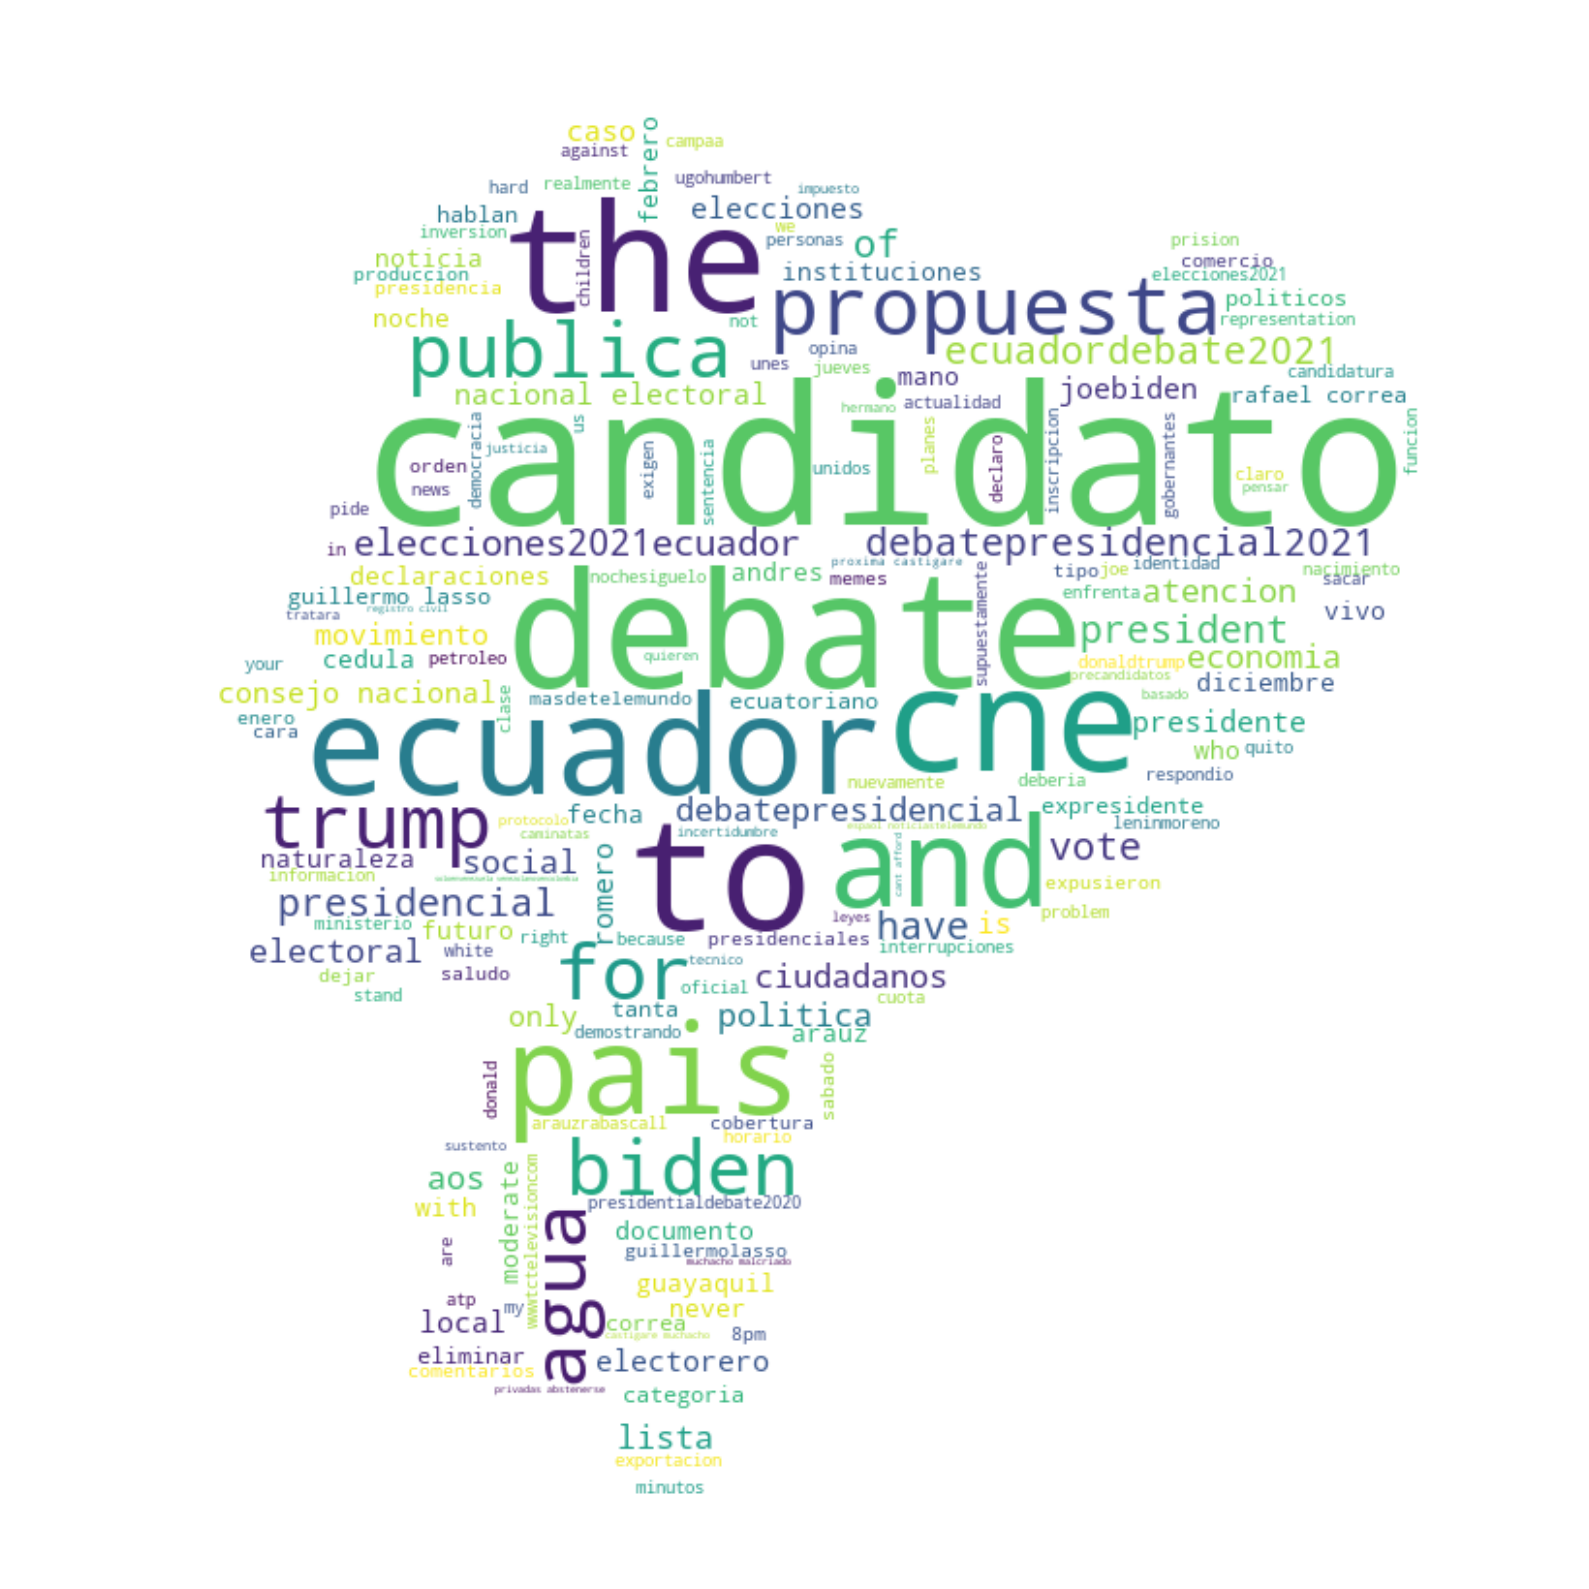 caso
against
febrero
campaa
hard
realmente
ugohumbert
impuesto
hablan
the
elecciones
inversion
children
we
personas
of
prision
noticia
comercio
produccion
instituciones
elecciones2021
presidencia
propuesta
politicos
noche
publica
not
representation
opina
ecuadordebate2021
unes
jueves
mano
joebiden
candidatura
nacional electoral
rafael correa
candidato
hermano
actualidad
democracia
us
justicia
exigen
sentencia
unidos
planes
declaro
inscripcion
gobernantes
claro
pensar
funcion
orden
news
pide
in
elecciones2021ecuador
debatepresidencial2021
proxima castigare
declaraciones
nochesiguelo
andres
memes
tipo
joe
identidad
nacimiento
sacar
guillermo lasso
registro civil
tratara
debate
supuestamente
enfrenta
atencion
vivo
movimiento
president
cedula
petroleo
quieren
donaldtrump
economia
your
precandidatos
consejo nacional
clase
masdetelemundo
ecuatoriano
cne
basado
diciembre
enero
cara
ecuador
presidente
who
quito
nuevamente
deberia
respondio
trump
protocolo
fecha
debatepresidencial
expresidente
caminatas
incertidumbre
espaol noticiastelemundo
leninmoreno
naturaleza
social
to
and
cant afford
vote
informacion
expusieron
presidencial
romero
leyes
problem
ministerio
futuro
right
because
presidenciales
have
is
electoral
white
tecnico
interrupciones
dejar
saludo
for
oficial
ciudadanos
stand
cuota
only
tanta
politica
demostrando
arauz
pais
donald
sabado
arauzrabascall
cobertura
horario
sustento
biden
aos
moderate
wwwtctelevisioncom
presidentialdebate2020
with
agua
documento
are
guillermolasso
muchacho malcriado
guayaquil
atp
my
never
local
correa
castigare muchacho
8pm
eliminar
electorero
comentarios
privadas abstenerse
categoria
lista
exportacion
minutos